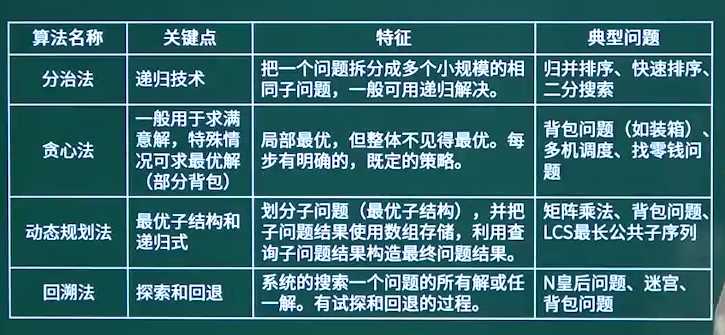 算法名称
关键点
特征
典型问题
分治法
递归技术
把一个问题拆分成多个小规模的相
同子问题，一般可用递归解决。
归并排序、快速排序、
二分搜索
贪心法
一般用于求满
意解，特殊情
况可求最优解
（部分背包）
局部最优，但整体不见得最优。每
步有明确的，既定的策略。
背包问题（如装箱）、
多机调度、找零钱问
题
动态规划法
最优子结构和
递归式
划分子问题（最优子结构），并把
子问题结果使用数组存储，利用查
询子问题结果构造最终问题结果。
矩阵乘法、背包问题、
LCS最长公共子序列
回溯法
探索和回退
系统的搜索一个问题的所有解或任
一解。有试探和回退的过程。
N皇后问题、迷宫、
背包问题